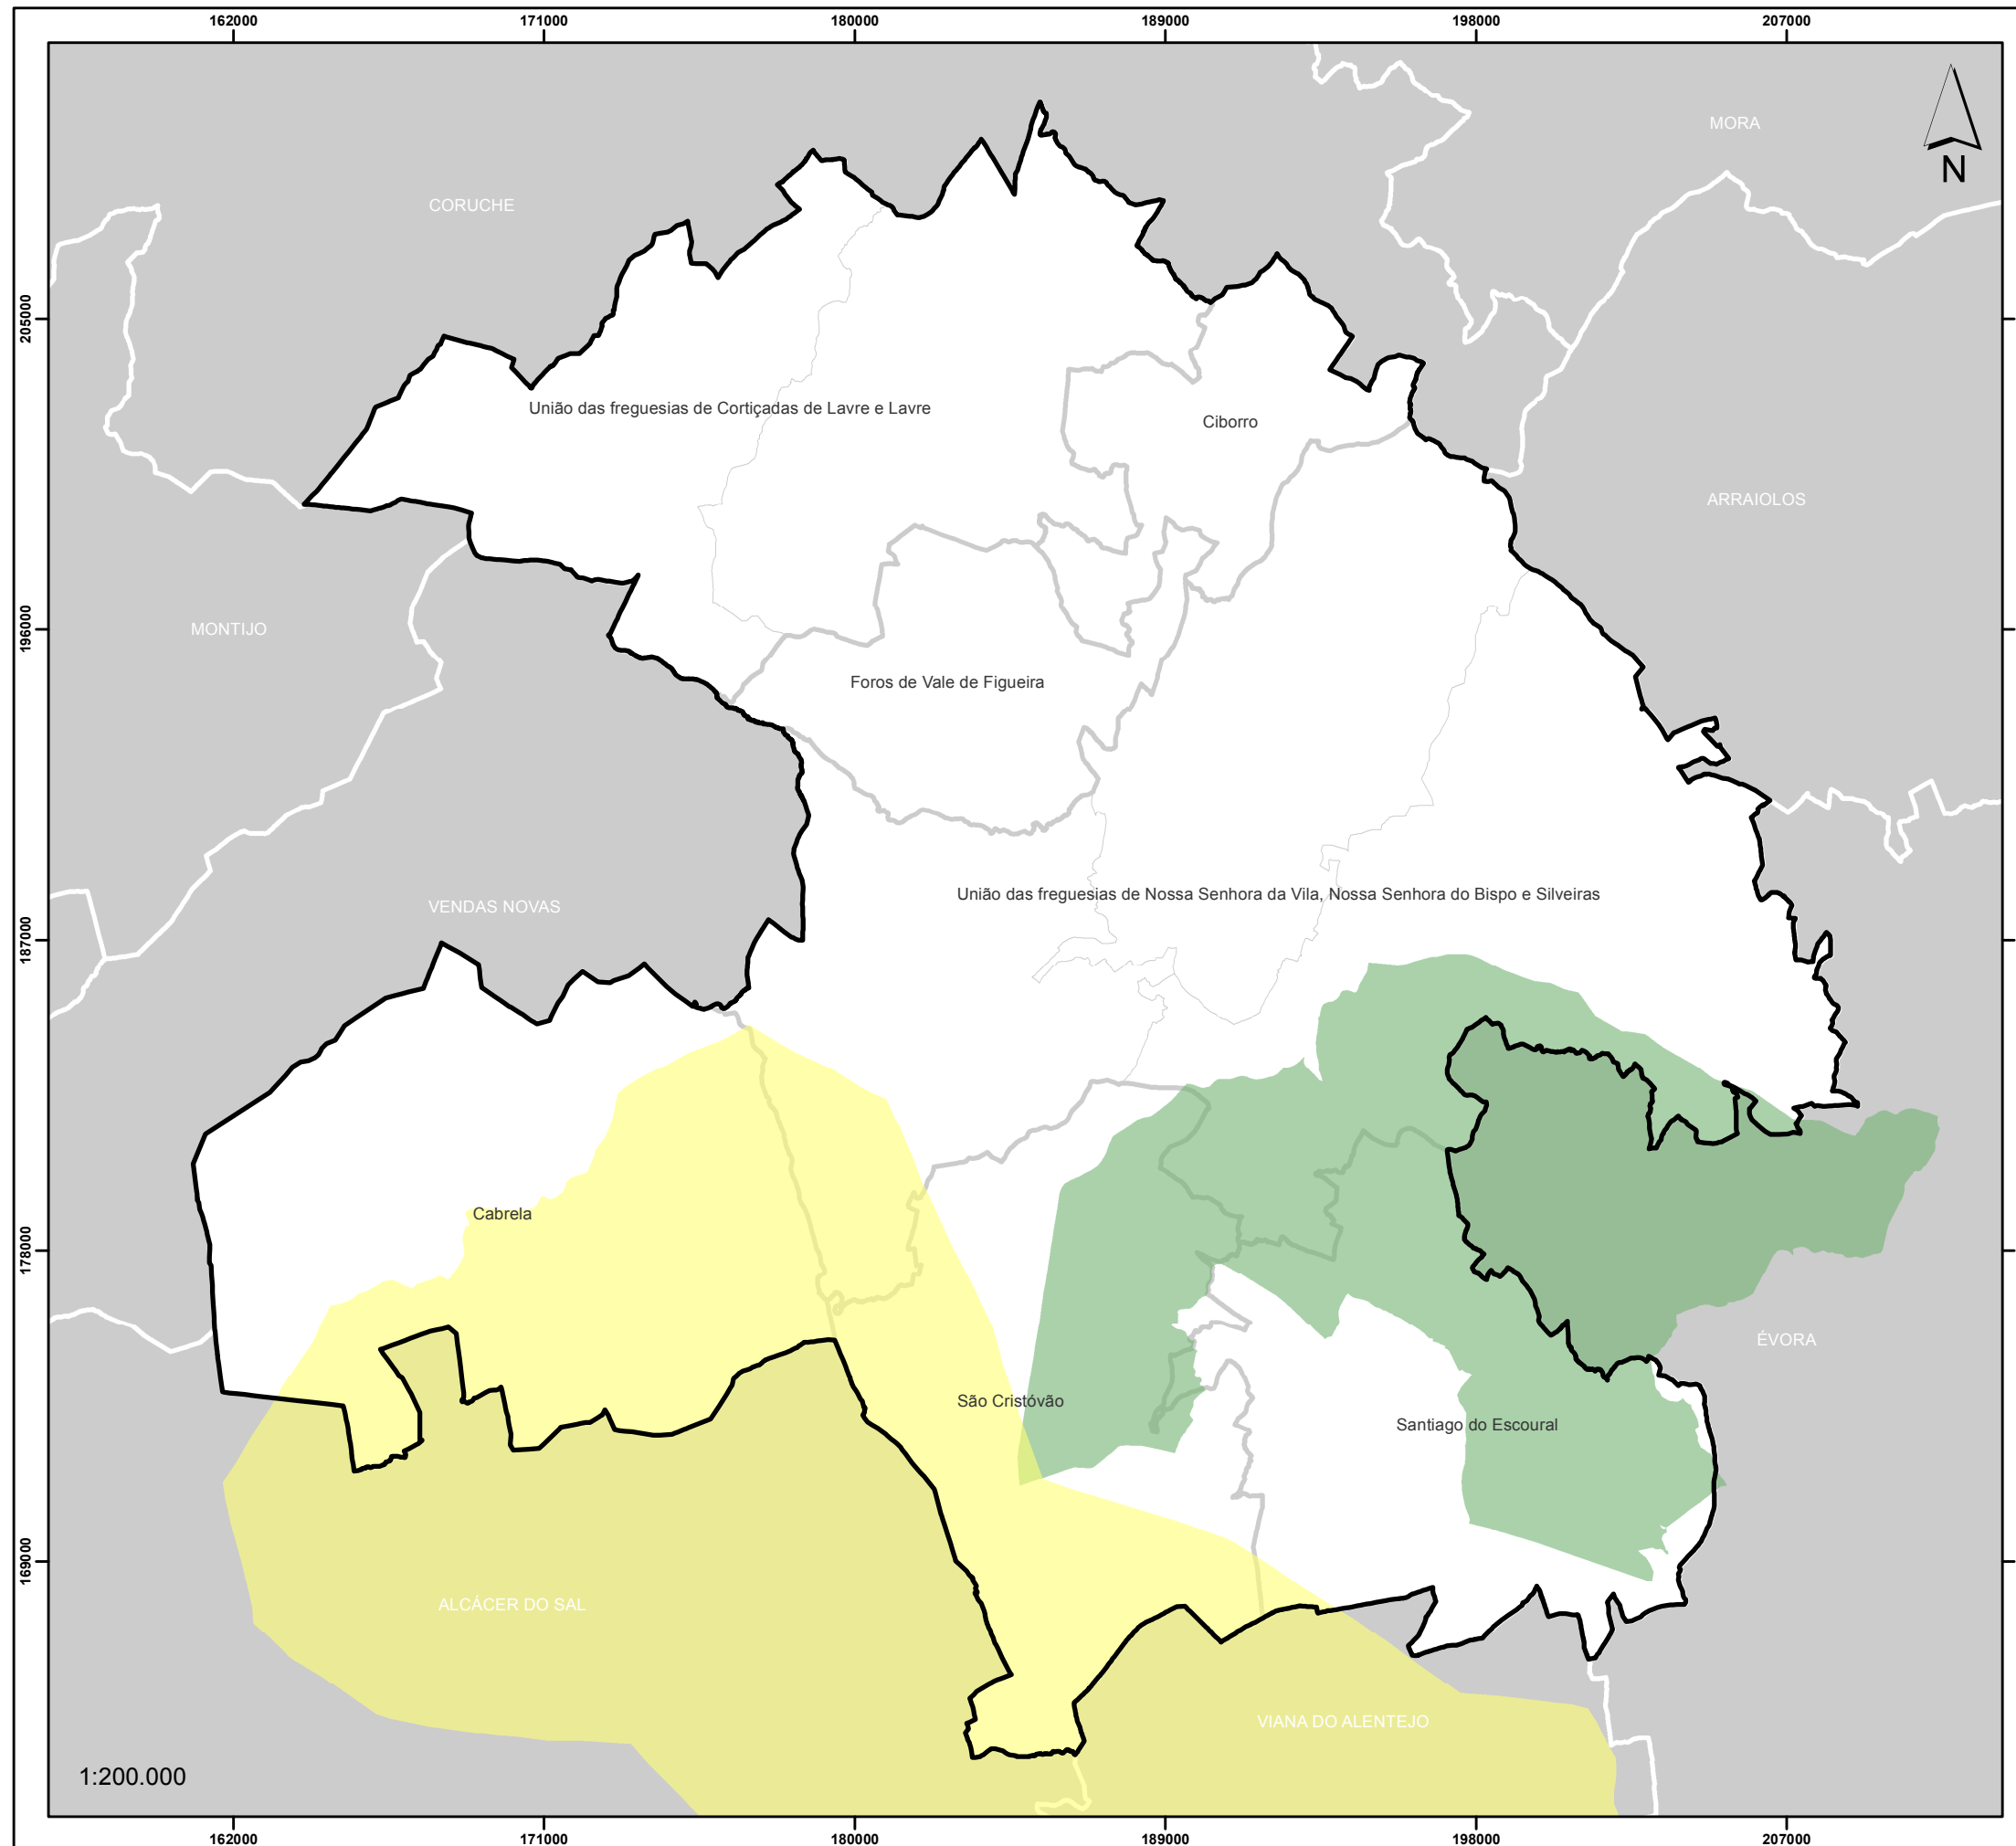 162000
171000
180000
189000
198000
207000
MORA
N
CORUCHE
205000
União das freguesias de Cortiçadas de Lavre e Lavre
Ciborro
ARRAIOLOS
MONTIJO
196000
Foros de Vale de Figueira
União das freguesias de Nossa Senhora da Vila, Nossa Senhora do Bispo e Silveiras
VENDAS NOVAS
187000
Cabrela
178000
ÉVORA
São Cristóvão
Santiago do Escoural
169000
ALCÁCER DO SAL
VIANA DO ALENTEJO
1:200.000
162000
171000
180000
189000
198000
207000